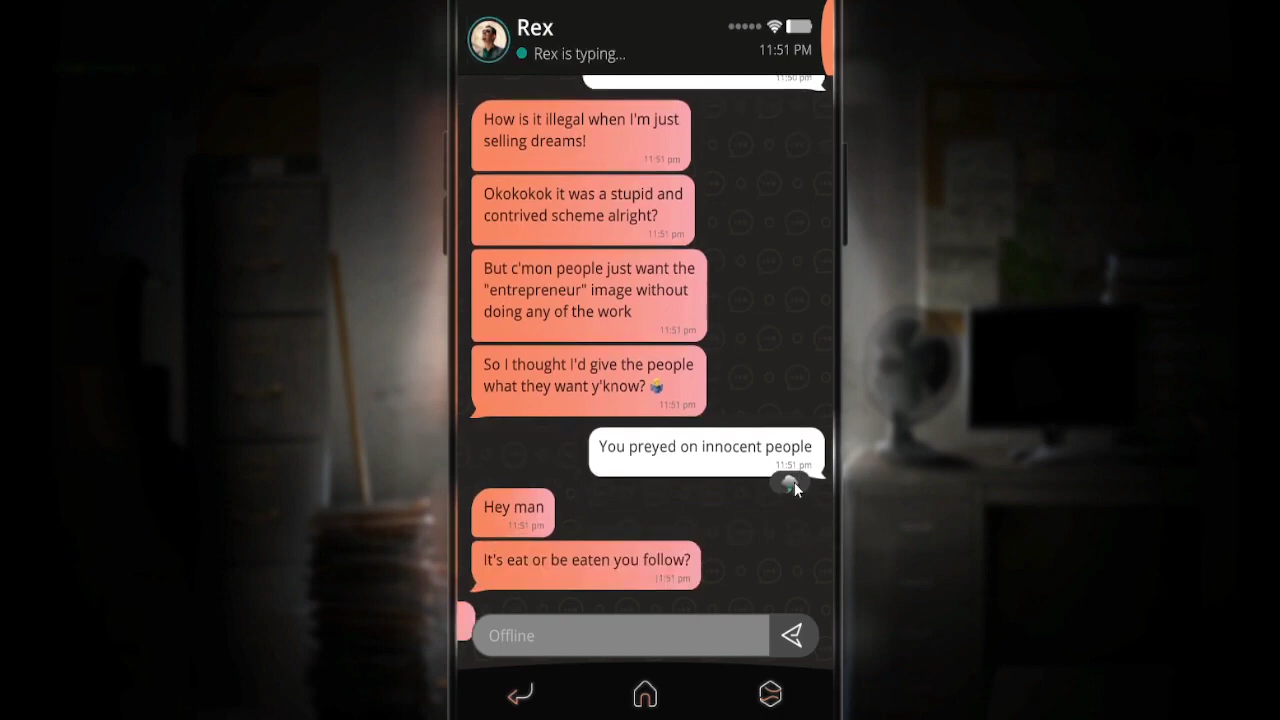 Rex
Rex is typing...
11:51 PM
11:50 pm
How is it illegal when I'm just
selling dreams!
11:51 pm
Okokokok it was a stupid and
contrived scheme alright?
11:51 pm
But c'mon people just want the
"entrepreneur" image without
doing any of the work
11:51 pm
So I thought I'd give the people
what they want y'know?
11:51 pm
You preyed on innocent people
11:51 pm
Hey man
11:51 pm
It's eat or be eaten you follow?
11:51 pm
Offline